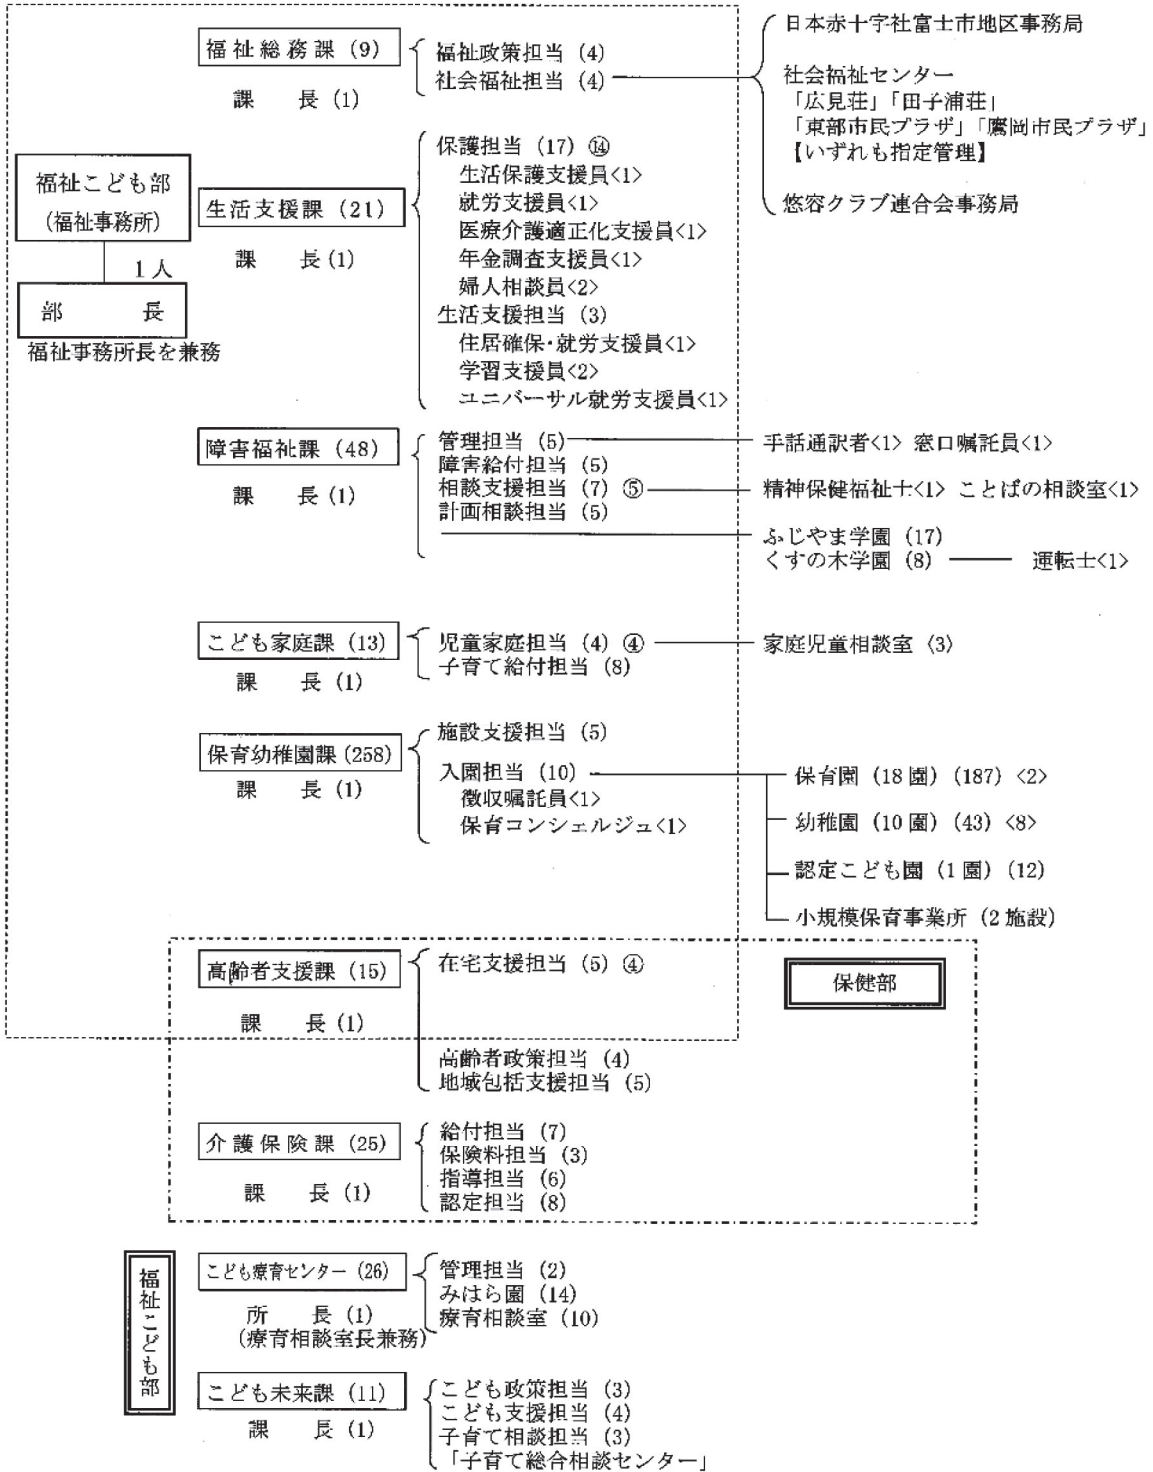 福祉こども部
(福祉事務所)
1人
部　　長
福祉事務所長を兼務
福祉総務課 (9)
課　　長 (1)
福祉政策担当 (4)
社会福祉担当 (4)
日本赤十字社富士市地区事務局
社会福祉センター
「広見荘」「田子浦荘」
「東部市民プラザ」「鷹岡市民プラザ」
【いずれも指定管理】
悠容クラブ連合会事務局
生活支援課 (21)
課　　長 (1)
保護担当 (17) ⑭
生活保護支援員<1>
就労支援員<1>
医療介護適正化支援員<1>
年金調査支援員<1>
婦人相談員<2>
生活支援担当 (3)
住居確保・就労支援員<1>
学習支援員<2>
ユニバーサル就労支援員<1>
障害福祉課 (48)
課　　長 (1)
管理担当 (5)
手話通訳者<1> 窓口嘱託員<1>
障害給付担当 (5)
相談支援担当 (7) ⑤
精神保健福祉士<1> ことばの相談室<1>
計画相談担当 (5)
ふじやま学園 (17)
くすの木学園 (8)
運転士<1>
こども家庭課 (13)
課　　長 (1)
児童家庭担当 (4) ④
家庭児童相談室 (3)
子育て給付担当 (8)
保育幼稚園課 (258)
課　　長 (1)
施設支援担当 (5)
入園担当 (10)
徴収嘱託員<1>
保育コンシェルジュ<1>
保育園 (18園) (187) <2>
幼稚園 (10園) (43) <8>
認定こども園 (1園) (12)
小規模保育事業所 (2施設)
保健部
高齢者支援課 (15)
課　　長 (1)
在宅支援担当 (5) ④
高齢者政策担当 (4)
地域包括支援担当 (5)
介護保険課 (25)
課　　長 (1)
給付担当 (7)
保険料担当 (3)
指導担当 (6)
認定担当 (8)
福祉こども部
こども療育センター (26)
所　　長 (1)
(療育相談室長兼務)
管理担当 (2)
みはら園 (14)
療育相談室 (10)
こども未来課 (11)
課　　長 (1)
こども政策担当 (3)
こども支援担当 (4)
子育て相談担当 (3)
「子育て総合相談センター」